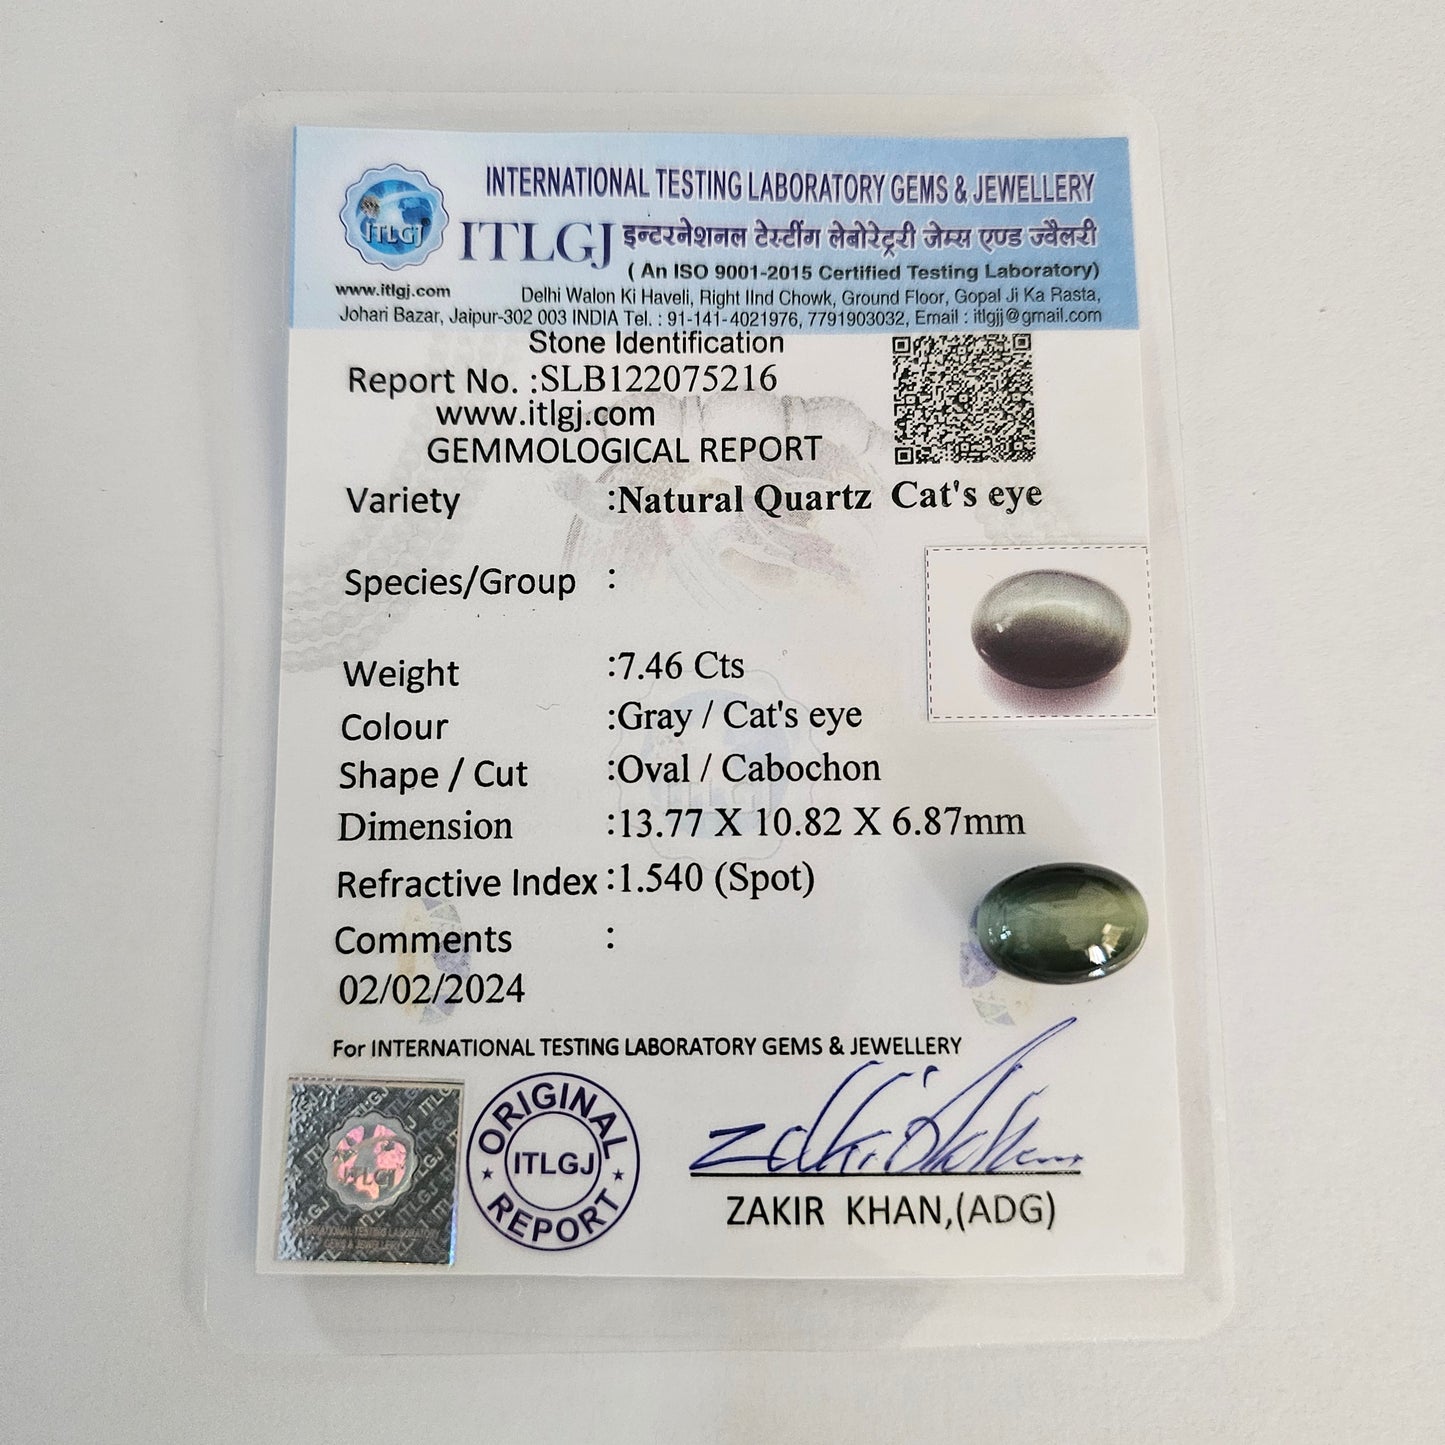 INTERNATIONAL TESTING LABORATORY GEMS & JEWELLERY
ITLGJ
ITLGJ इन्टरनेशनल टेस्टींग लेबोरेट्री जेम्स एण्ड ज्वैलरी
( An ISO 9001-2015 Certified Testing Laboratory)
www.itlgj.com Delhi Walon Ki Haveli, Right IInd Chowk, Ground Floor, Gopal Ji Ka Rasta,
Johari Bazar, Jaipur-302 003 INDIA Tel. : 91-141-4021976, 7791903032, Email : itlgjj@gmail.com
Stone Identification
Report No. :SLB122075216
www.itlgj.com
GEMMOLOGICAL REPORT
Variety :Natural Quartz Cat's eye
Species/Group :
Weight :7.46 Cts
Colour :Gray / Cat's eye
Shape / Cut :Oval / Cabochon
Dimension :13.77 X 10.82 X 6.87mm
Refractive Index :1.540 (Spot)
Comments :
02/02/2024
For INTERNATIONAL TESTING LABORATORY GEMS & JEWELLERY
ITLGJ
ORIGINAL
ITLGJ
REPORT
ZAKIR KHAN,(ADG)